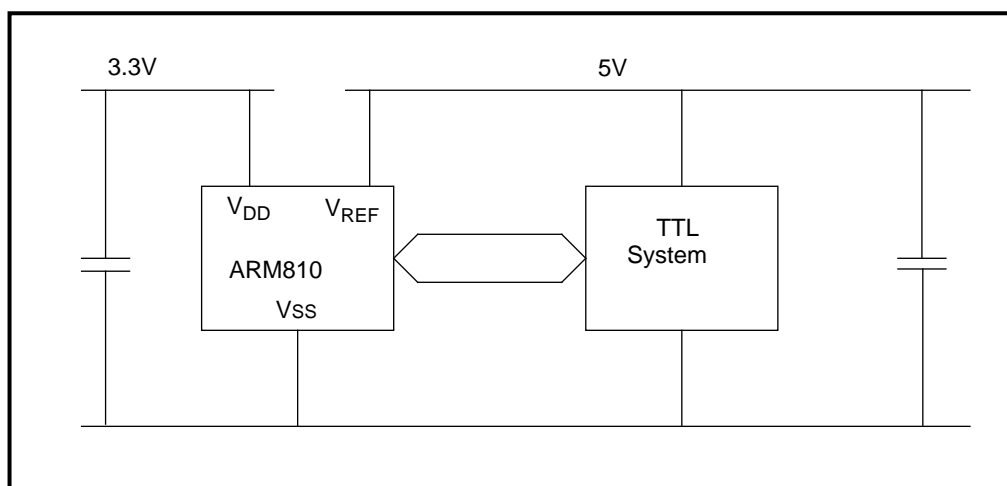 3.3V
5V
VDD
VREF
ARM810
VSS
TTL
System